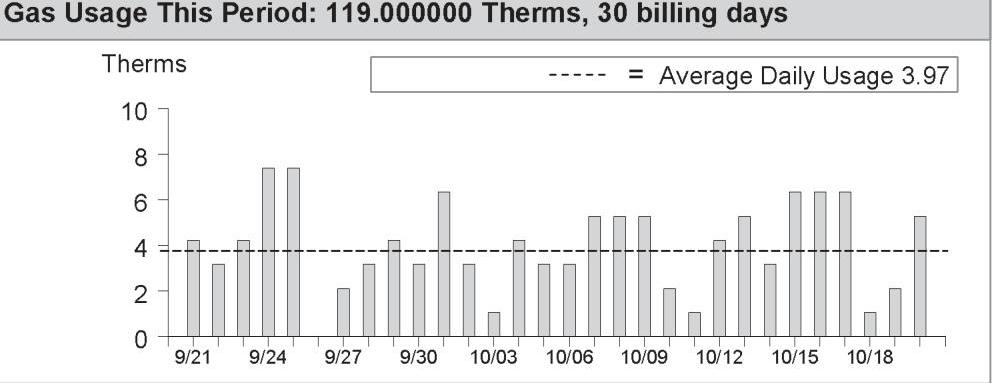 Gas Usage This Period: 119.000000 Therms, 30 billing days
Therms
----- = Average Daily Usage 3.97
10
8
6
4
2
0
9/21 9/24 9/27 9/30 10/03 10/06 10/09 10/12 10/15 10/18